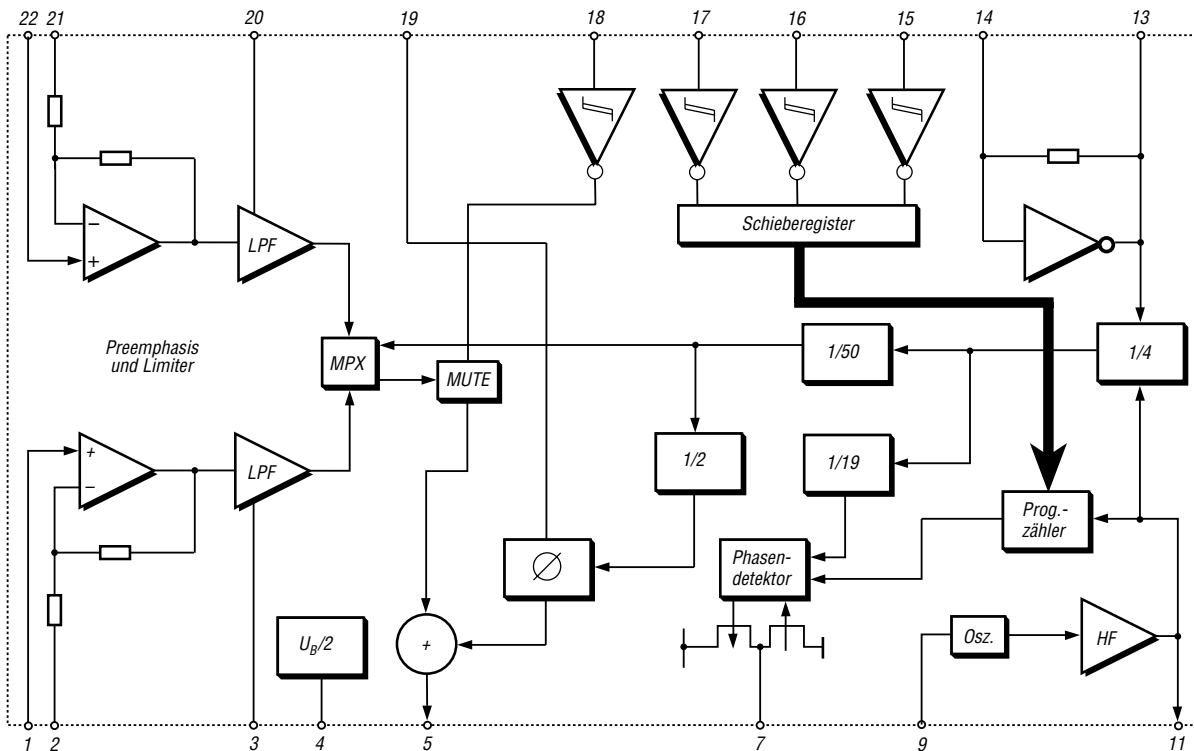 22 21 20 19 18 17 16 15 14 13
−
+
LPF
Schieberegister
Preemphasis
und Limiter
MPX
MUTE
1/50
1/4
+
−
LPF
1/2
1/19
Prog.-
zähler
∅
Phasen-
detektor
U_B/2
+
Osz.
HF
1 2 3 4 5 7 9 11